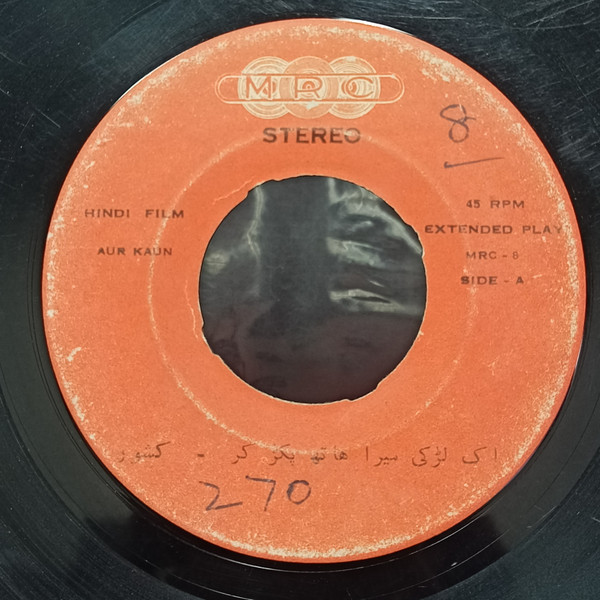 MRC
STEREO
8
HINDI FILM
AUR KAUN
45 RPM
EXTENDED PLAY
MRC - 8
SIDE - A
اک لڑکی میرا ھاتھ پکڑ کر - کشور
270